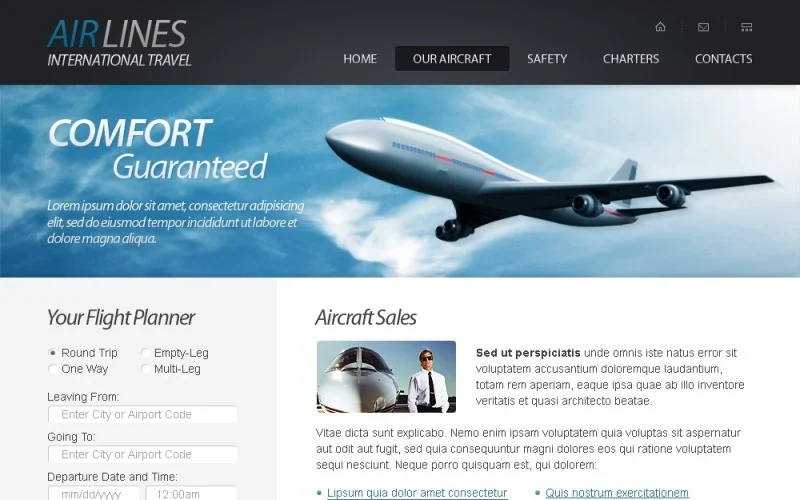 AIR LINES
INTERNATIONAL TRAVEL
HOME
OUR AIRCRAFT
SAFETY
CHARTERS
CONTACTS
COMFORT
Guaranteed
Lorem ipsum dolor sit amet, consectetur adipisicing
elit, sed do eiusmod tempor incididunt ut labore et
dolore magna aliqua.
Your Flight Planner
Round Trip
Empty-Leg
One Way
Multi-Leg
Leaving From:
Enter City or Airport Code
Going To:
Enter City or Airport Code
Departure Date and Time:
mm/dd/yyyy
12:00am
Aircraft Sales
Sed ut perspiciatis unde omnis iste natus error sit
voluptatem accusantium doloremque laudantium,
totam rem aperiam, eaque ipsa quae ab illo inventore
veritatis et quasi architecto beatae.
Vitae dicta sunt explicabo. Nemo enim ipsam voluptatem quia voluptas sit aspernatur
aut odit aut fugit, sed quia consequuntur magni dolores eos qui ratione voluptatem
sequi nesciunt. Neque porro quisquam est, qui dolorem:
Lipsum quia dolor amet consectetur
Quis nostrum exercitationem